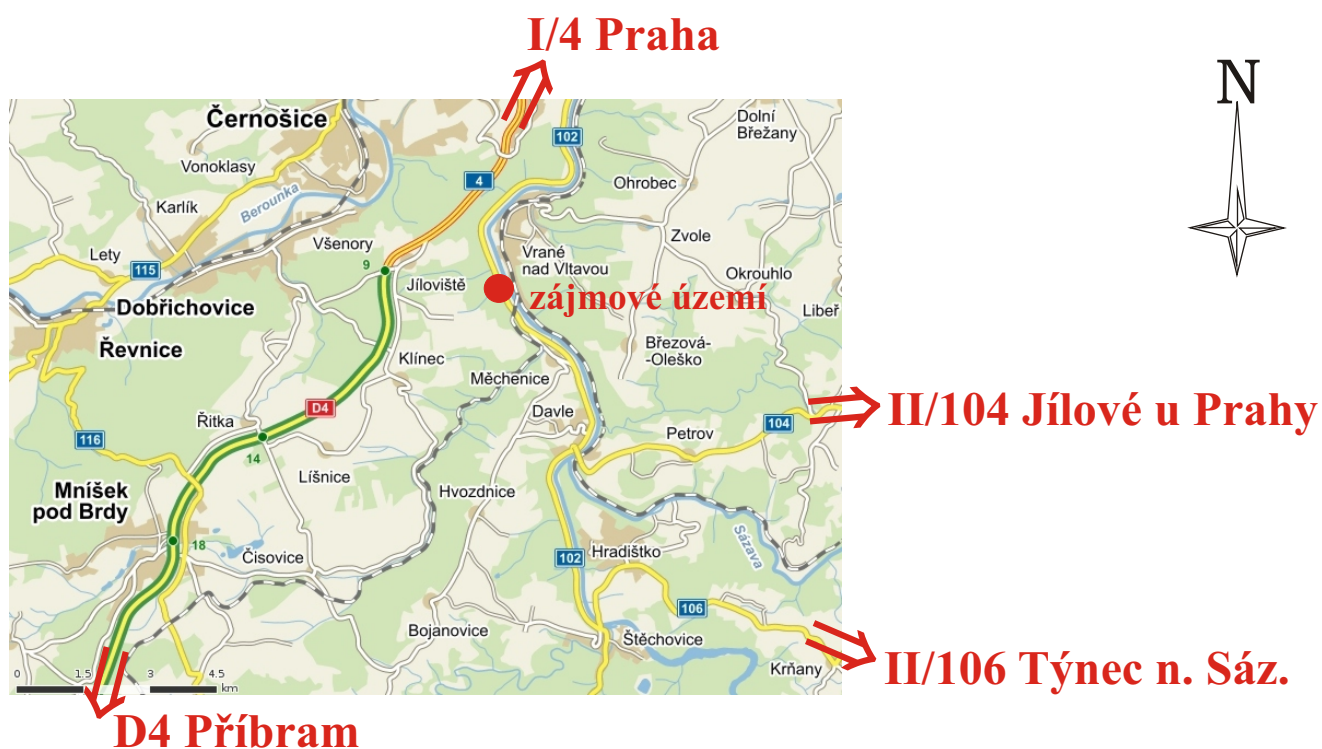 I/4 Praha
N
Černošice
Dolní
Břežany
102
Vonoklasy
4
Ohrobec
Karlík
Berounka
Zvole
Všenory
Lety
Vrané
nad Vltavou
115
9
Okrouhlo
Jíloviště
zájmové území
Dobřichovice
Libeř
Řevnice
Březová-
-Oleško
Klínec
Měchenice
D4
Davle
II/104 Jílové u Prahy
Řitka
104
116
Petrov
14
Líšnice
Mníšek
pod Brdy
Hvozdnice
Sázava
18
Čisovice
102
Hradištko
106
Bojanovice
Štěchovice
II/106 Týnec n. Sáz.
Krňany
0 1.5 3 4.5
km
D4 Příbram